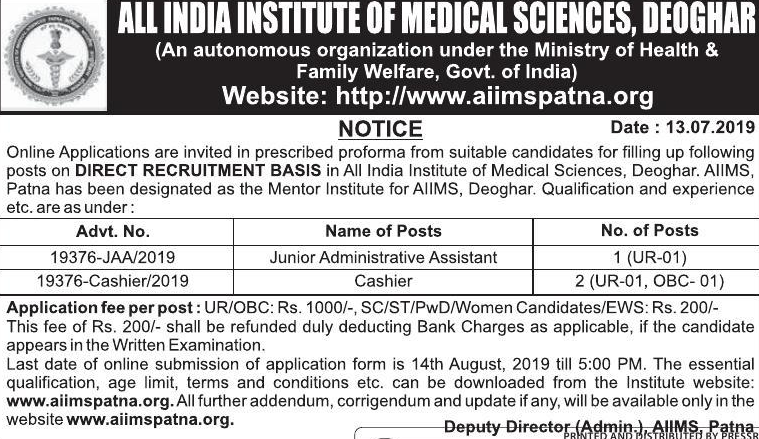 ALL INDIA INSTITUTE OF MEDICAL SCIENCES, DEOGHAR
(An autonomous organization under the Ministry of Health &
Family Welfare, Govt. of India)
Website: http://www.aiimspatna.org
NOTICE Date : 13.07.2019
Online Applications are invited in prescribed proforma from suitable candidates for filling up following
posts on DIRECT RECRUITMENT BASIS in All India Institute of Medical Sciences, Deoghar. AIIMS,
Patna has been designated as the Mentor Institute for AIIMS, Deoghar. Qualification and experience
etc. are as under :
Advt. No. Name of Posts No. of Posts
19376-JAA/2019 Junior Administrative Assistant 1 (UR-01)
19376-Cashier/2019 Cashier 2 (UR-01, OBC- 01)
Application fee per post : UR/OBC: Rs. 1000/-, SC/ST/PwD/Women Candidates/EWS: Rs. 200/-
This fee of Rs. 200/- shall be refunded duly deducting Bank Charges as applicable, if the candidate
appears in the Written Examination.
Last date of online submission of application form is 14th August, 2019 till 5:00 PM. The essential
qualification, age limit, terms and conditions etc. can be downloaded from the Institute website:
www.aiimspatna.org. All further addendum, corrigendum and update if any, will be available only in the
website www.aiimspatna.org.
Deputy Director (Admin.), AIIMS, Patna
PRINTED AND DISTRIBUTED BY PRESSR